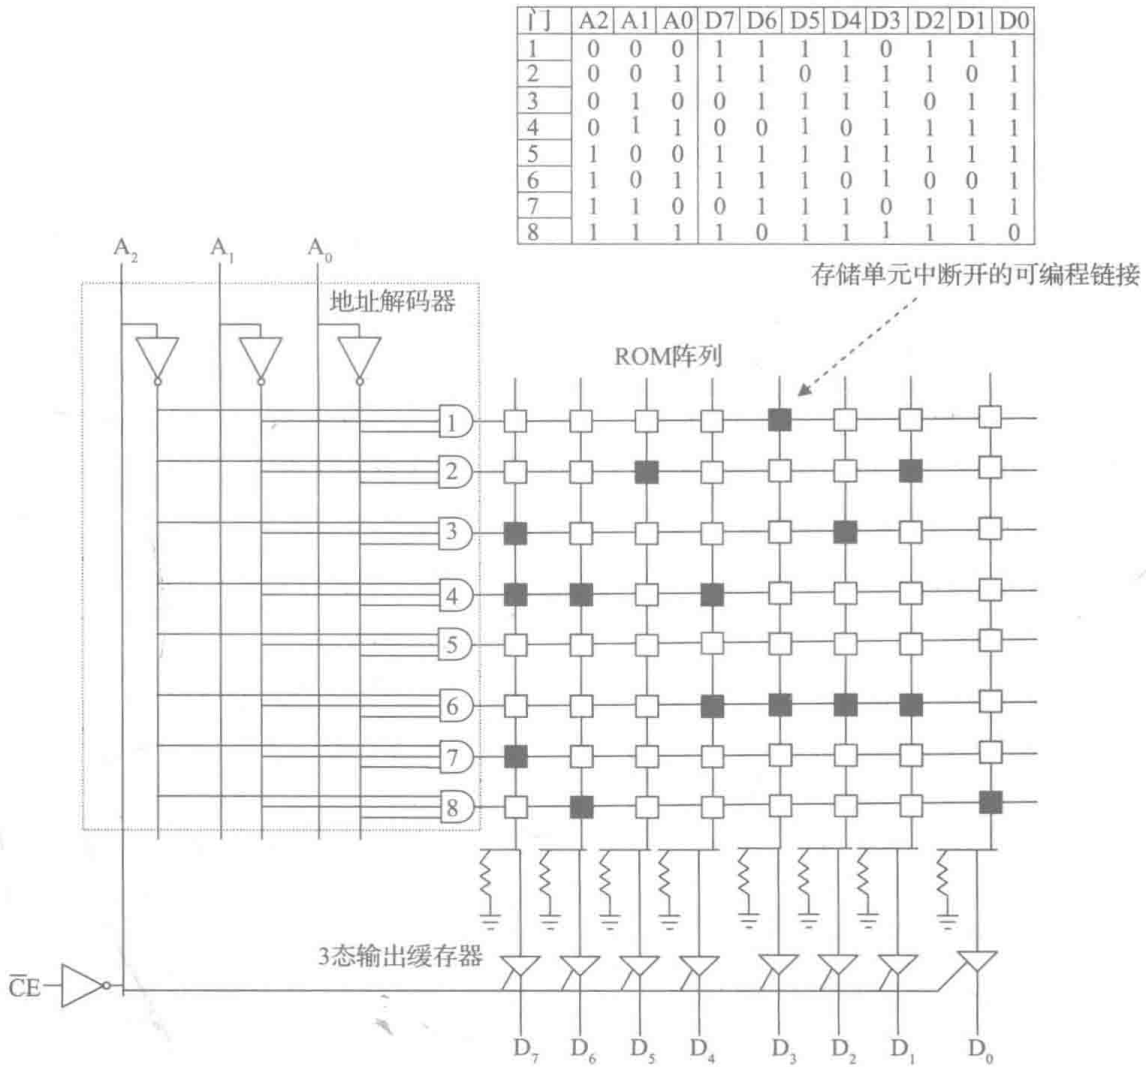 门 A2 A1 A0 D7 D6 D5 D4 D3 D2 D1 D0
1 0 0 0 1 1 1 1 0 1 1 1
2 0 0 1 1 1 0 1 1 1 0 1
3 0 1 0 0 1 1 1 1 0 1 1
4 0 1 1 0 0 1 0 1 1 1 1
5 1 0 0 1 1 1 1 1 1 1 1
6 1 0 1 1 1 1 0 1 0 0 1
7 1 1 0 0 1 1 1 0 1 1 1
8 1 1 1 1 0 1 1 1 1 1 0
A₂ A₁ A₀
存储单元中断开的可编程链接
地址解码器
ROM阵列
1
2
3
4
5
6
7
8
3态输出缓存器
C̅E
D₇ D₆ D₅ D₄ D₃ D₂ D₁ D₀